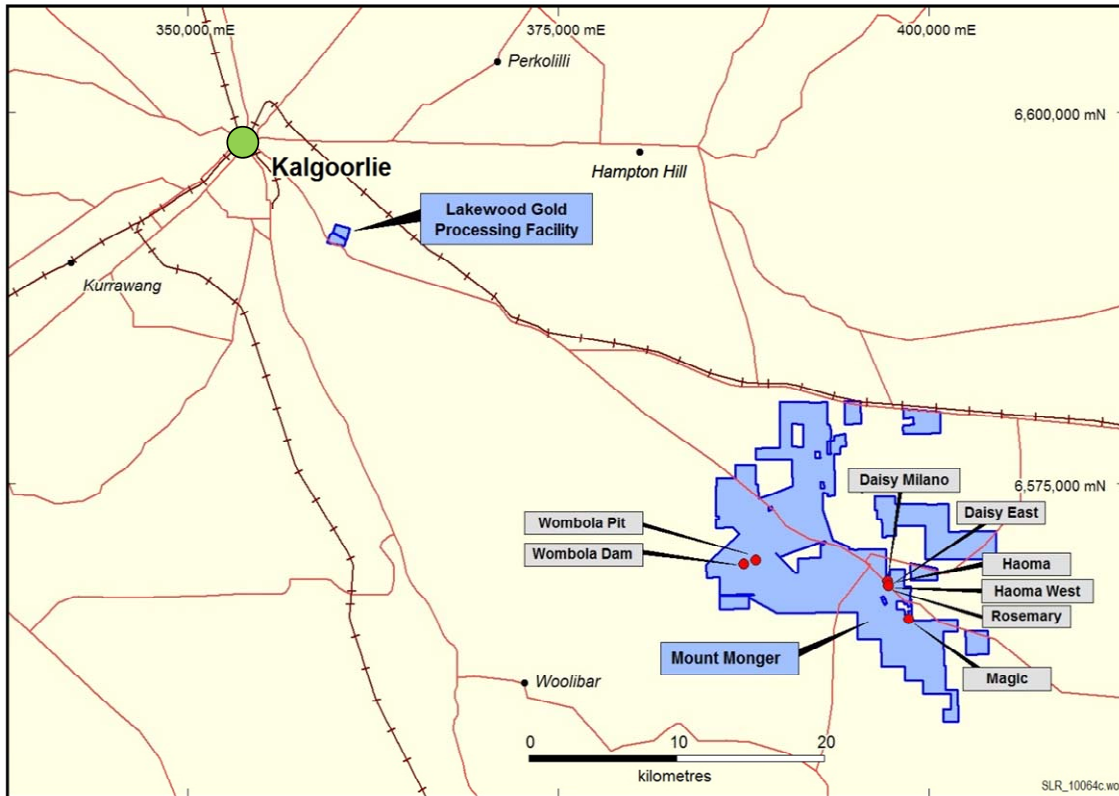 350,000 mE
375,000 mE
400,000 mE
Perkolilli
6,600,000 mN
Kalgoorlie
Hampton Hill
Lakewood Gold
Processing Facility
Kurrawang
Daisy Milano
6,575,000 mN
Daisy East
Wombola Pit
Wombola Dam
Haoma
Haoma West
Rosemary
Mount Monger
Magic
Woolibar
0
10
20
kilometres
SLR_10064c.wo